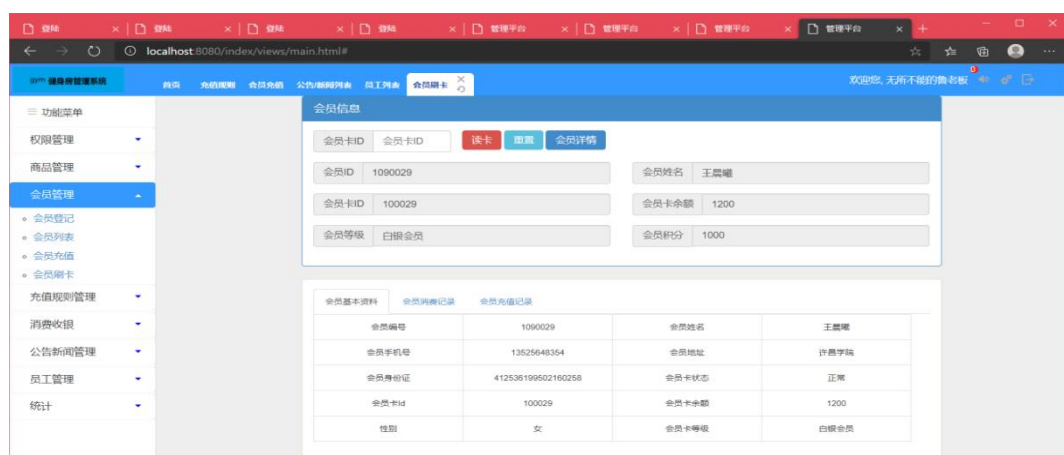 登陆 登陆 登陆 登陆 管理平台 管理平台 管理平台 管理平台
localhost:8080/index/views/main.html#
gym 健身房管理系统 首页 充值规则 会员充值 公告/新闻列表 员工列表 会员刷卡 欢迎您, 无所不能的鲁老板 0
功能菜单
权限管理
商品管理
会员管理
会员登记
会员列表
会员充值
会员刷卡
充值规则管理
消费收银
公告新闻管理
员工管理
统计
会员信息
会员卡ID 会员卡ID 读卡 重置 会员详情
会员ID 1090029 会员姓名 王晨曦
会员卡ID 100029 会员卡余额 1200
会员等级 白银会员 会员积分 1000
会员基本资料 会员消费记录 会员充值记录
会员编号 1090029 会员姓名 王晨曦
会员手机号 13525648354 会员地址 许昌学院
会员身份证 412536199502160258 会员卡状态 正常
会员卡Id 100029 会员卡余额 1200
性别 女 会员卡等级 白银会员